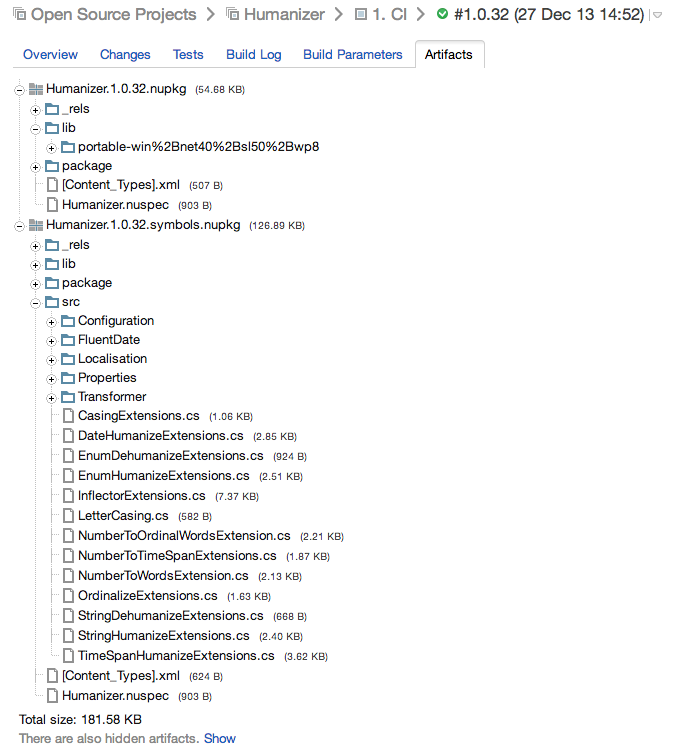 Open Source Projects > Humanizer > 1. CI > #1.0.32 (27 Dec 13 14:52)
Overview Changes Tests Build Log Build Parameters Artifacts
Humanizer.1.0.32.nupkg (54.68 KB)
_rels
lib
portable-win%2Bnet40%2Bsl50%2Bwp8
package
[Content_Types].xml (507 B)
Humanizer.nuspec (903 B)
Humanizer.1.0.32.symbols.nupkg (126.89 KB)
_rels
lib
package
src
Configuration
FluentDate
Localisation
Properties
Transformer
CasingExtensions.cs (1.06 KB)
DateHumanizeExtensions.cs (2.85 KB)
EnumDehumanizeExtensions.cs (924 B)
EnumHumanizeExtensions.cs (2.51 KB)
InflectorExtensions.cs (7.37 KB)
LetterCasing.cs (582 B)
NumberToOrdinalWordsExtension.cs (2.21 KB)
NumberToTimeSpanExtensions.cs (1.87 KB)
NumberToWordsExtension.cs (2.13 KB)
OrdinalizeExtensions.cs (1.63 KB)
StringDehumanizeExtensions.cs (668 B)
StringHumanizeExtensions.cs (2.40 KB)
TimeSpanHumanizeExtensions.cs (3.62 KB)
[Content_Types].xml (624 B)
Humanizer.nuspec (903 B)
Total size: 181.58 KB
There are also hidden artifacts. Show